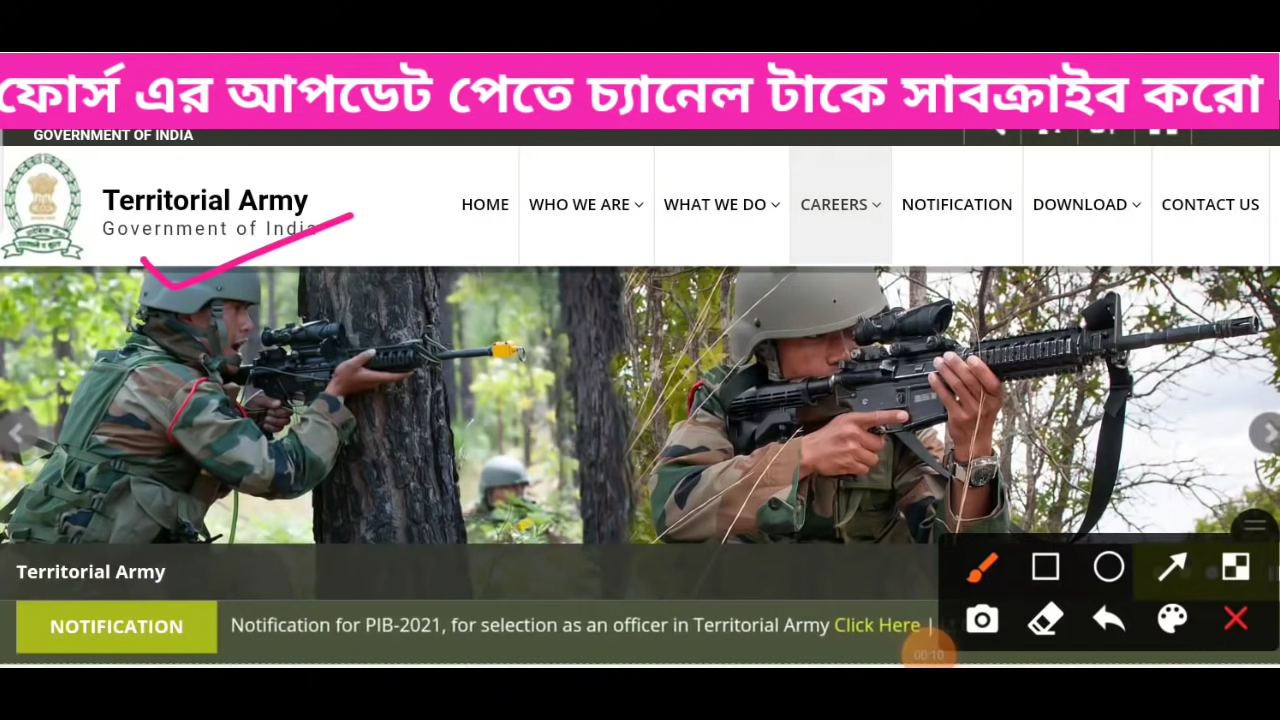 ফোর্স এর আপডেট পেতে চ্যানেল টাকে সাবক্রাইব করো
GOVERNMENT OF INDIA
Territorial Army
Government of India
HOME
WHO WE ARE
WHAT WE DO
CAREERS
NOTIFICATION
DOWNLOAD
CONTACT US
Territorial Army
NOTIFICATION
Notification for PIB-2021, for selection as an officer in Territorial Army Click Here |
00:10